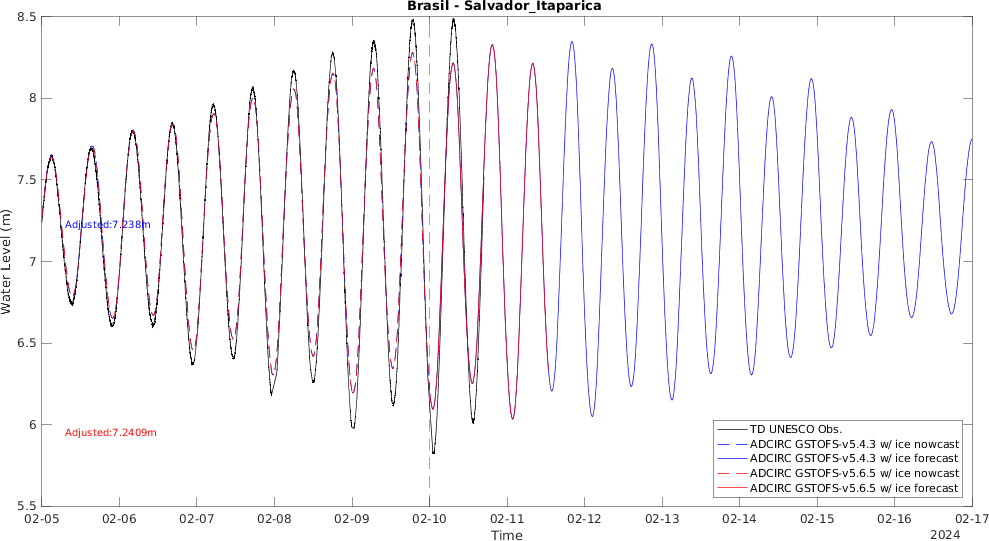 Brasil - Salvador_Itaparica
8.5
8
7.5
7
6.5
6
5.5
Water Level (m)
Adjusted:7.238m
Adjusted:7.2409m
TD UNESCO Obs.
ADCIRC GSTOFS-v5.4.3 w/ ice nowcast
ADCIRC GSTOFS-v5.4.3 w/ ice forecast
ADCIRC GSTOFS-v5.6.5 w/ ice nowcast
ADCIRC GSTOFS-v5.6.5 w/ ice forecast
02-05 02-06 02-07 02-08 02-09 02-10 02-11 02-12 02-13 02-14 02-15 02-16 02-17
Time
2024